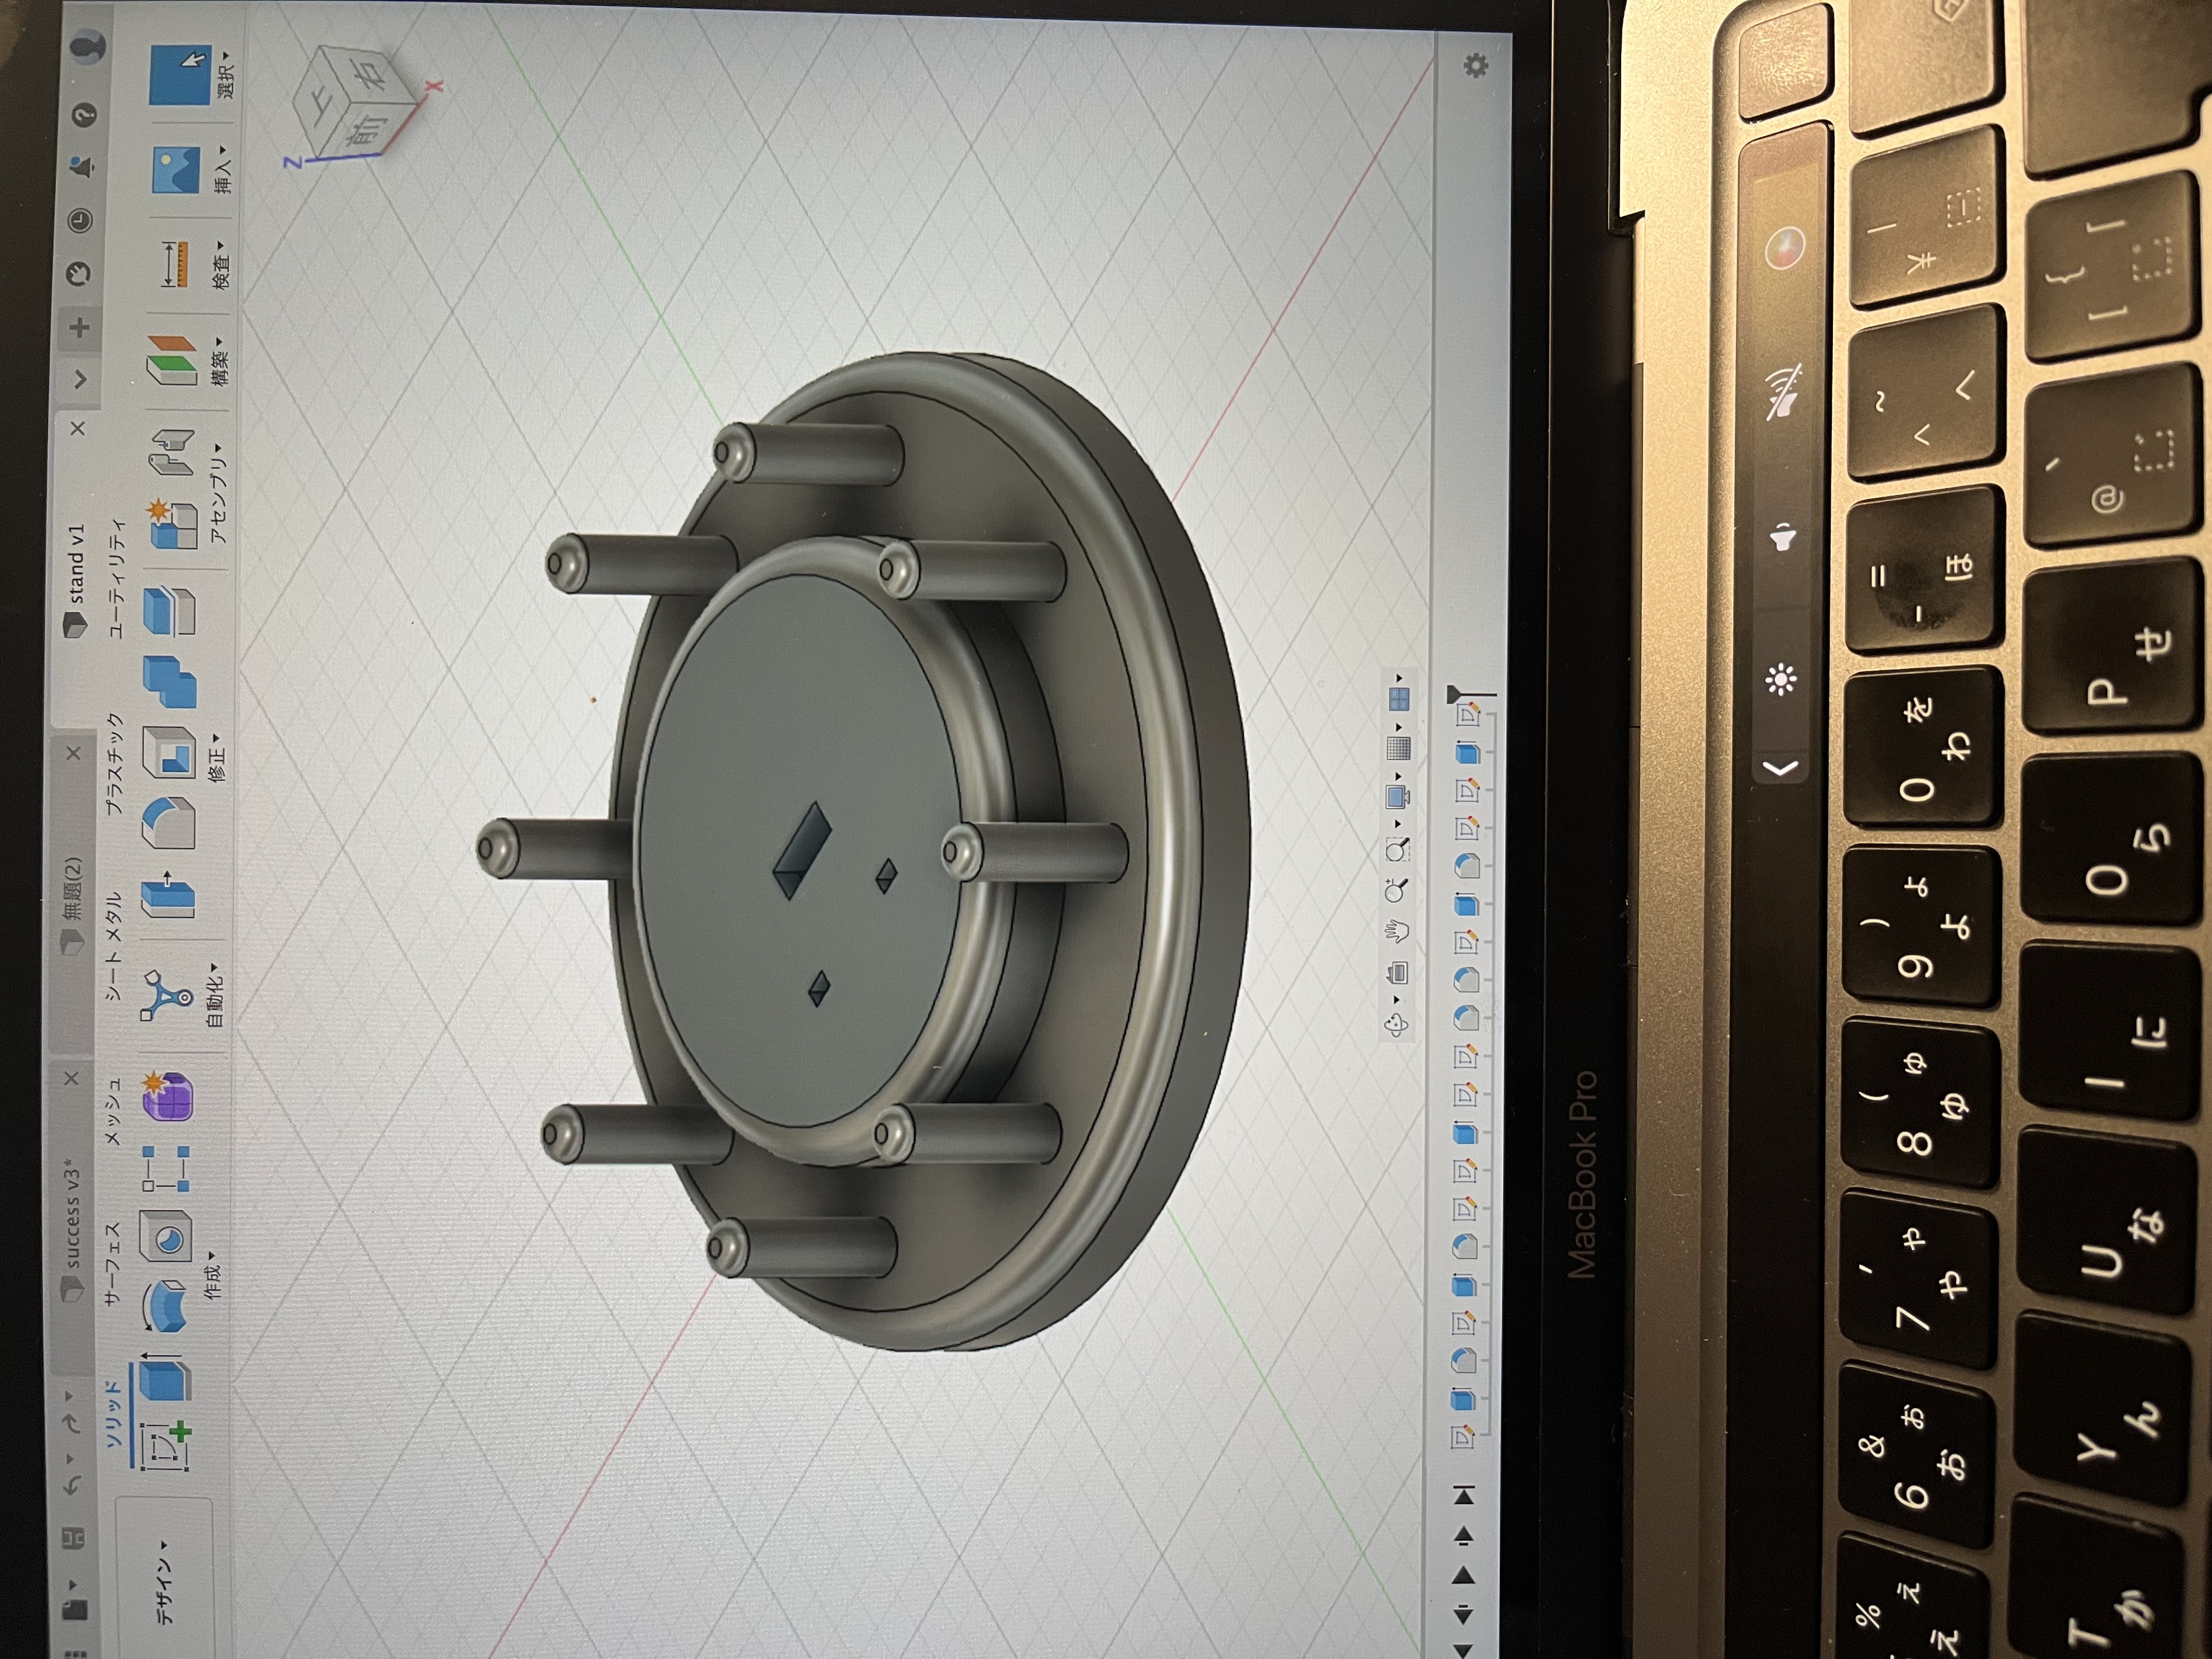 success v3*
無題(2)
stand v1
ソリッド
サーフェス
メッシュ
シート メタル
プラスチック
ユーティリティ
デザイン
作成
自動化
修正
アセンブリ
構築
検査
挿入
選択
Z
上
前
右
X
MacBook Pro
%
え
え
&
6
お
お
'
7
や
や
(
8
ゆ
ゆ
)
9
よ
よ
0
を
わ
=
-
ほ
~
^
へ
|
¥
T
か
Y
ん
U
な
I
に
O
ら
P
せ
`
@
{
[
「